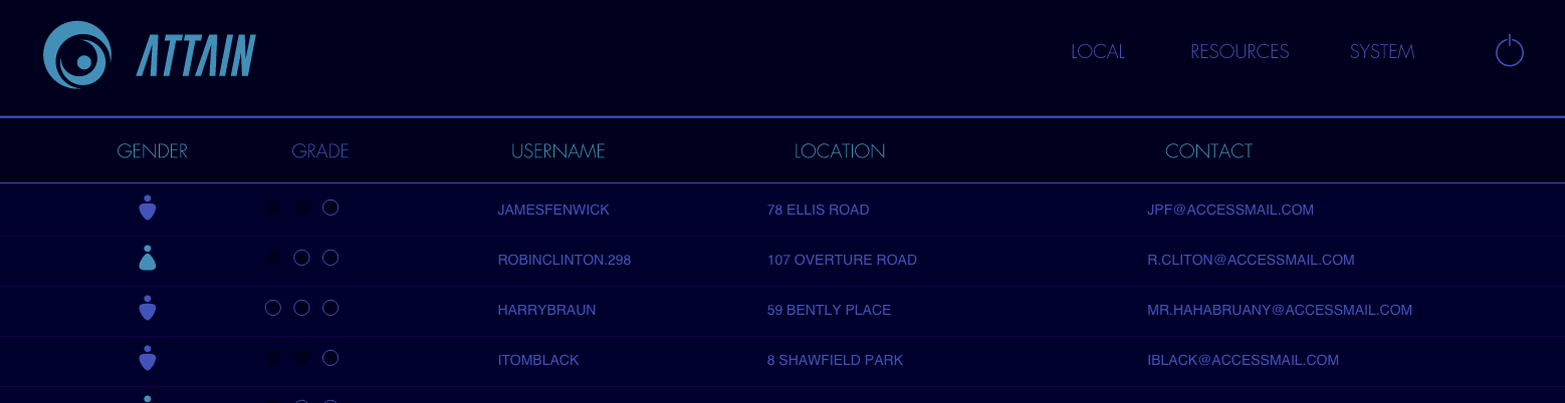 ATTAIN
LOCAL RESOURCES SYSTEM
GENDER GRADE USERNAME LOCATION CONTACT
JAMESFENWICK 78 ELLIS ROAD JPF@ACCESSMAIL.COM
ROBINCLINTON.298 107 OVERTURE ROAD R.CLITON@ACCESSMAIL.COM
HARRYBRAUN 59 BENTLY PLACE MR.HAHABRUANY@ACCESSMAIL.COM
ITOMBLACK 8 SHAWFIELD PARK IBLACK@ACCESSMAIL.COM